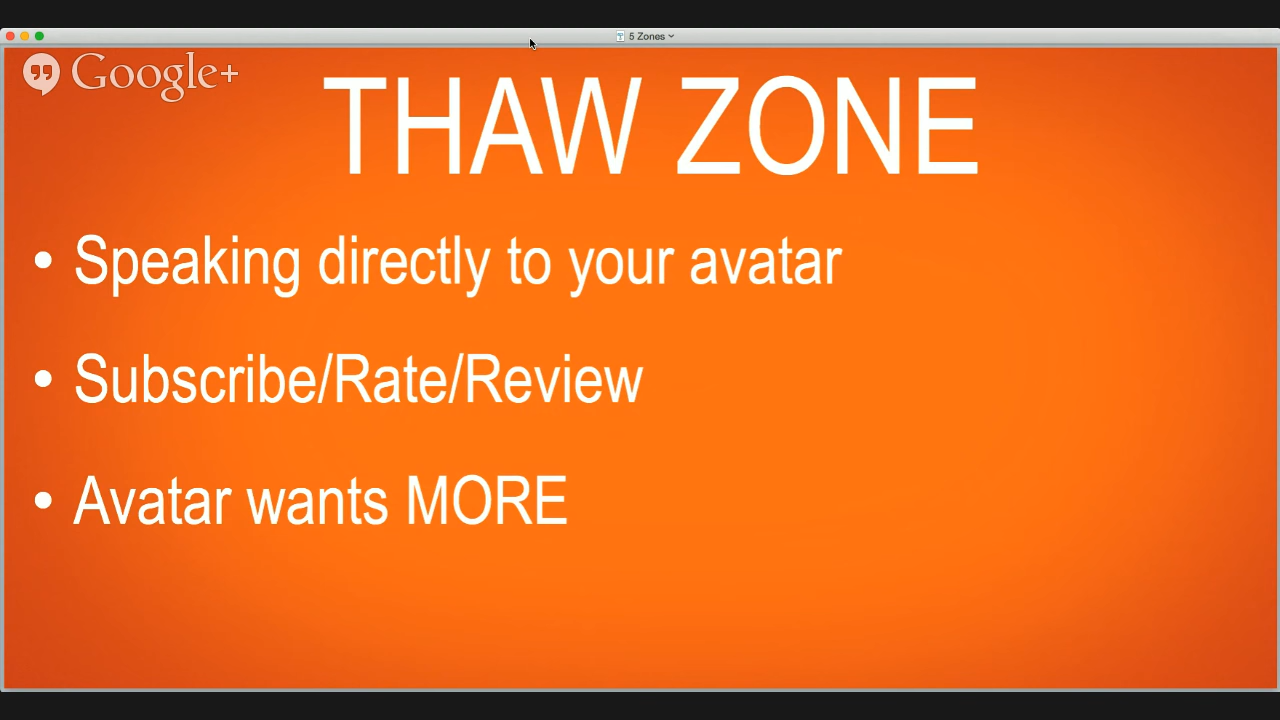 5 Zones
Google+
THAW ZONE
• Speaking directly to your avatar
• Subscribe/Rate/Review
• Avatar wants MORE